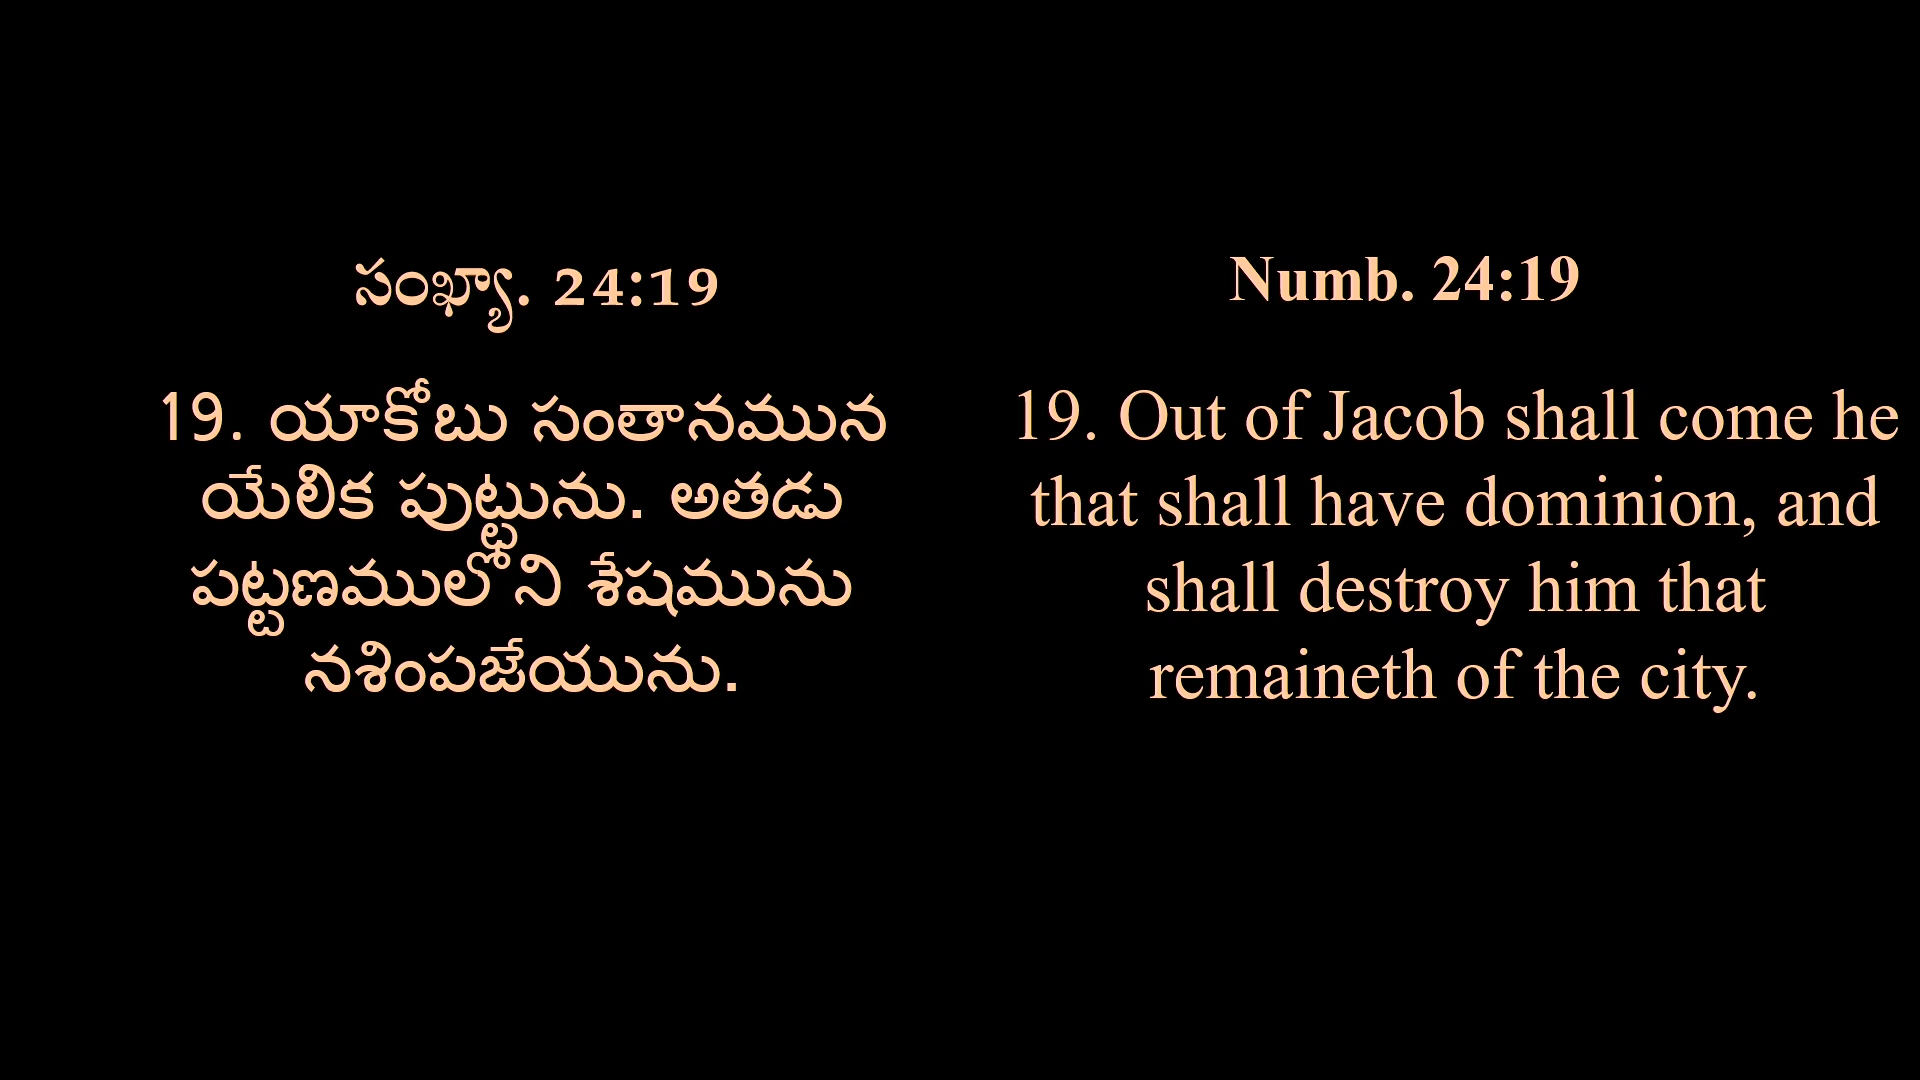 సంఖ్యా. 24:19
19. యాకోబు సంతానమున
యేలిక పుట్టును. అతడు
పట్టణములోని శేషమును
నశింపజేయును.
Numb. 24:19
19. Out of Jacob shall come he
that shall have dominion, and
shall destroy him that
remaineth of the city.